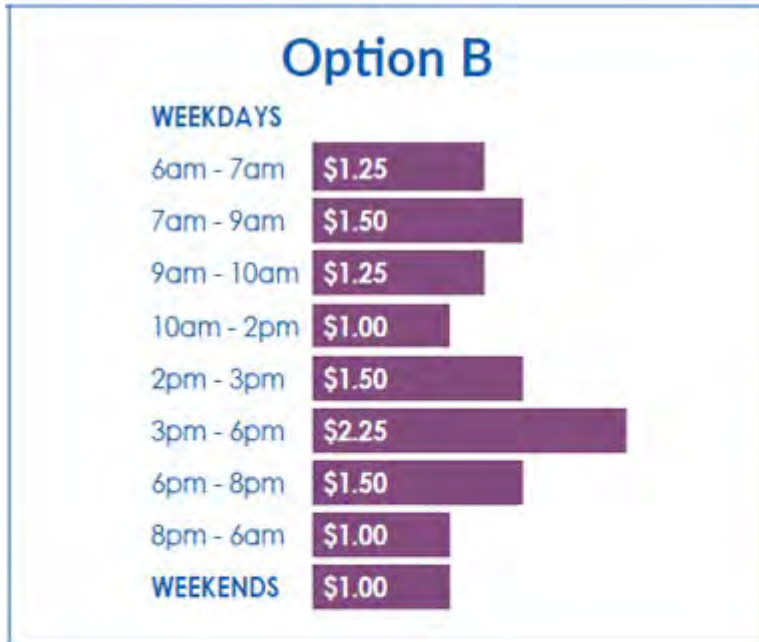 Option B
WEEKDAYS
6am - 7am $1.25
7am - 9am $1.50
9am - 10am $1.25
10am - 2pm $1.00
2pm - 3pm $1.50
3pm - 6pm $2.25
6pm - 8pm $1.50
8pm - 6am $1.00
WEEKENDS $1.00